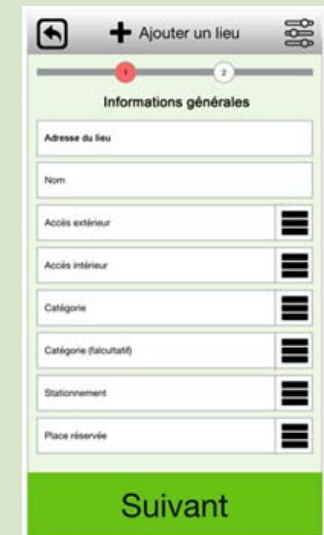 Ajouter un lieu
1 2
Informations générales
Adresse du lieu
Nom
Accès extérieur
Accès intérieur
Catégorie
Catégorie (falcultatif)
Stationnement
Place réservée
Suivant